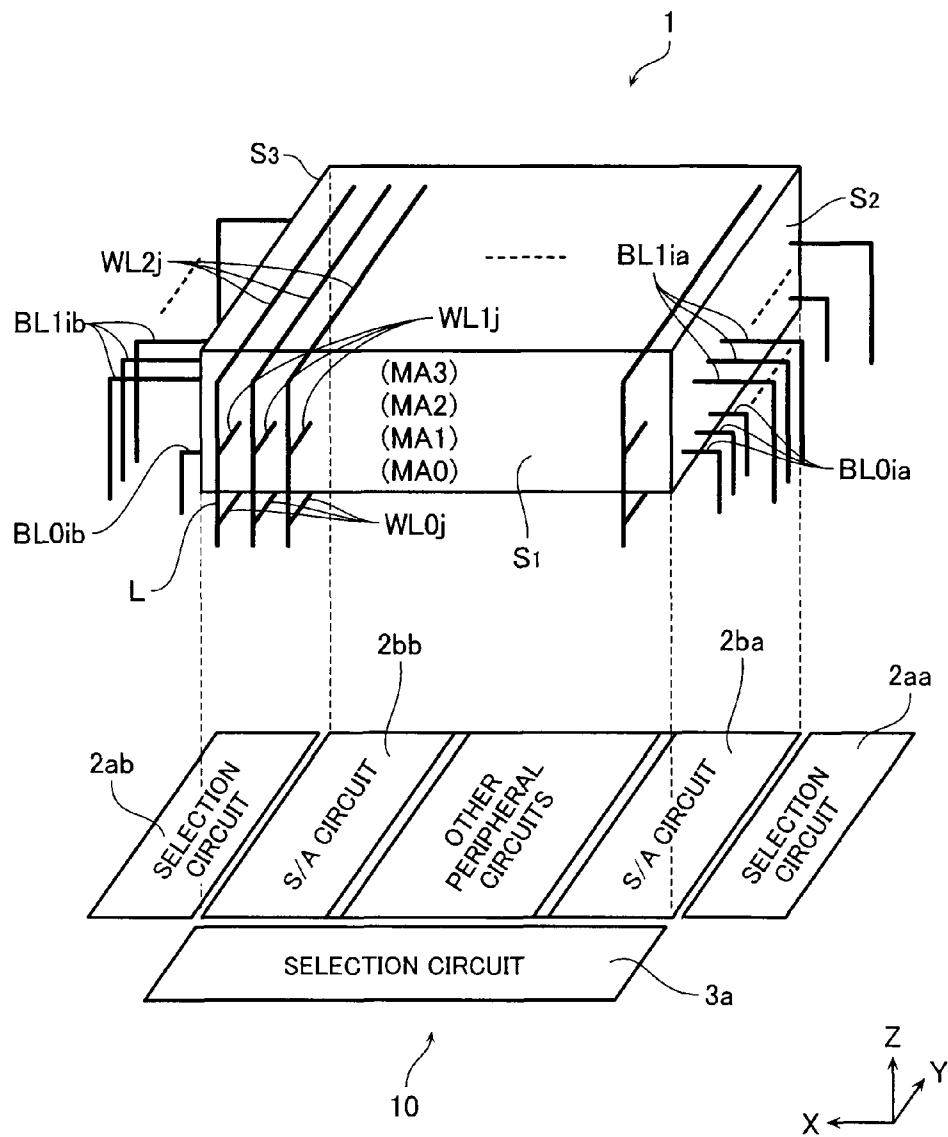 1
S3
S2
WL2j
BL1ia
BL1ib
WL1j
(MA3)
(MA2)
(MA1)
(MA0)
BL0ia
BL0ib
WL0j
S1
L
2bb
2ba
2aa
2ab
SELECTION
CIRCUIT
S/A CIRCUIT
OTHER
PERIPHERAL
CIRCUITS
S/A CIRCUIT
SELECTION
CIRCUIT
SELECTION CIRCUIT
3a
10
Z
Y
X